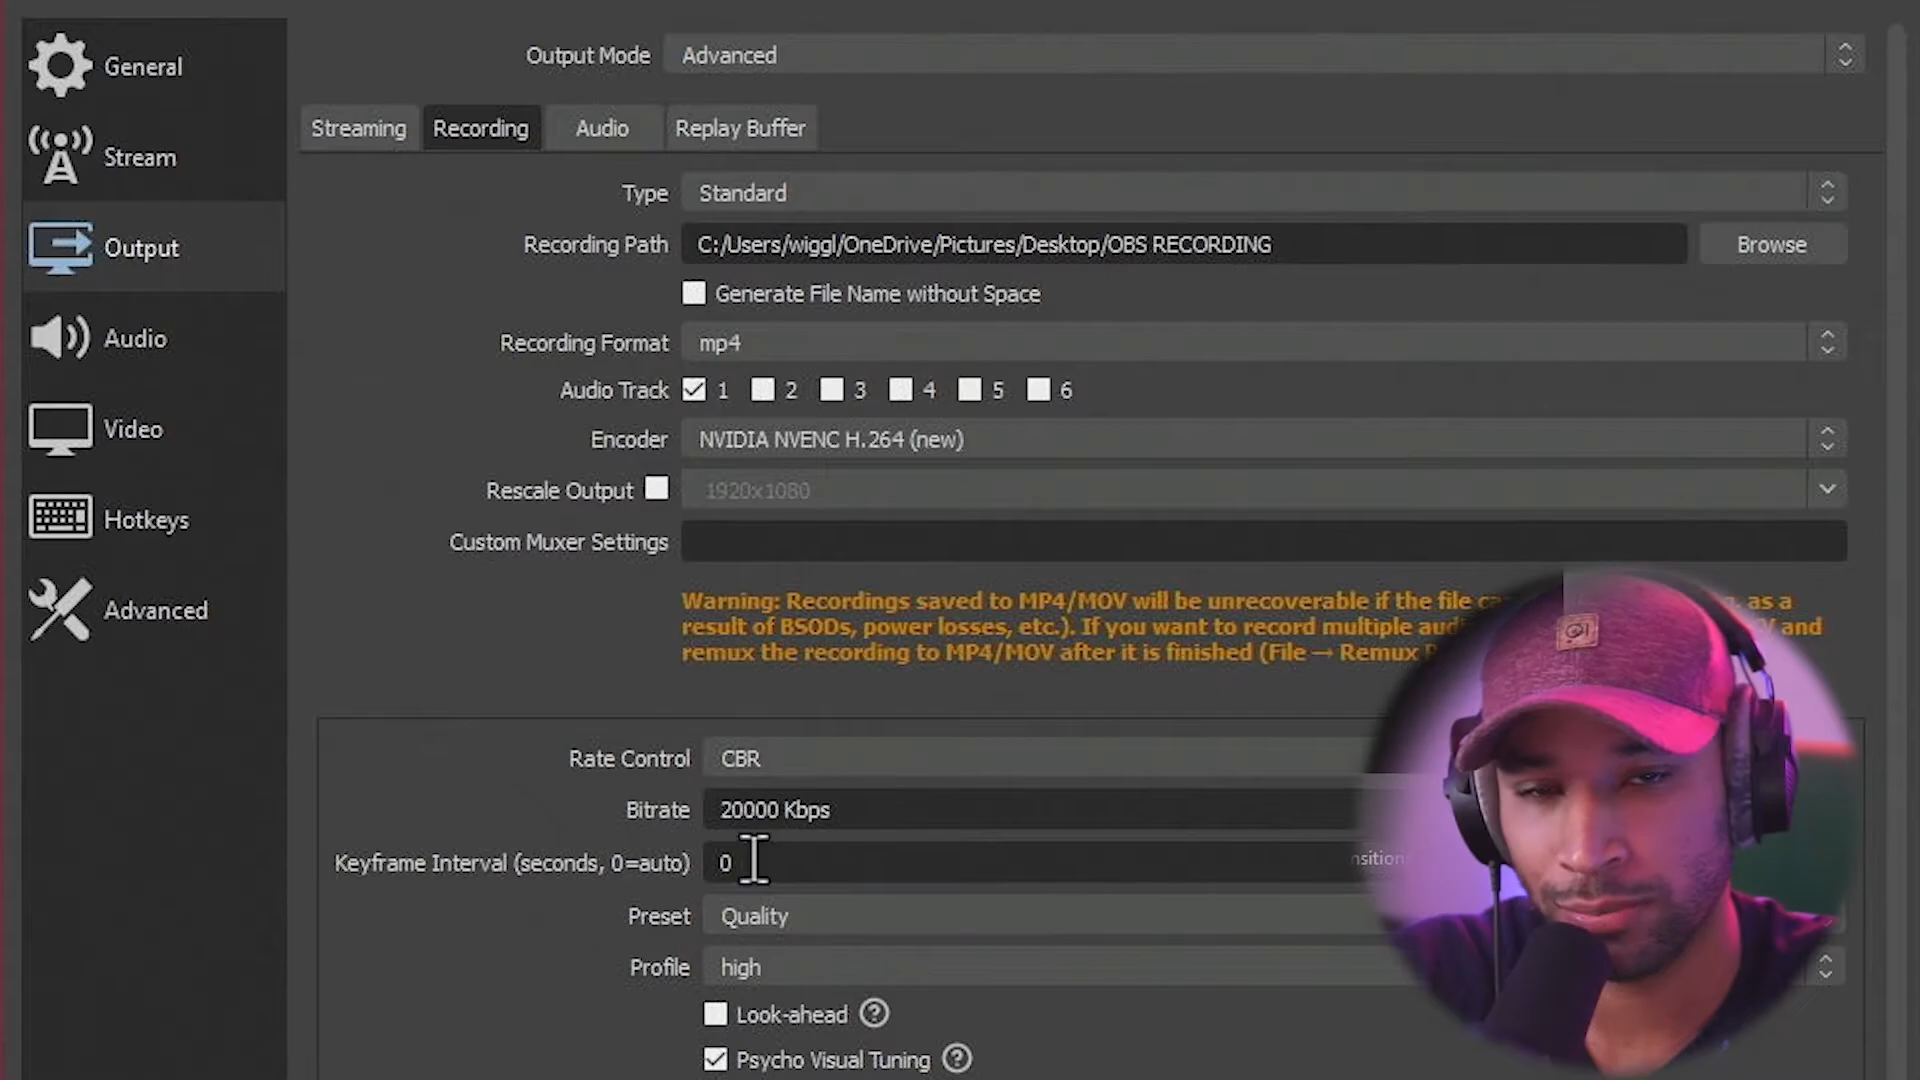 General
Stream
Output
Audio
Video
Hotkeys
Advanced
Output Mode Advanced
Streaming Recording Audio Replay Buffer
Type Standard
Recording Path C:/Users/wiggl/OneDrive/Pictures/Desktop/OBS RECORDING Browse
Generate File Name without Space
Recording Format mp4
Audio Track 1 2 3 4 5 6
Encoder NVIDIA NVENC H.264 (new)
Rescale Output 1920x1080
Custom Muxer Settings
Warning: Recordings saved to MP4/MOV will be unrecoverable if the file as a
result of BSODs, power losses, etc.). If you want to record multiple and
remux the recording to MP4/MOV after it is finished (File → Remux
Rate Control CBR
Bitrate 20000 Kbps
Keyframe Interval (seconds, 0=auto) 0
Preset Quality
Profile high
Look-ahead ?
Psycho Visual Tuning ?